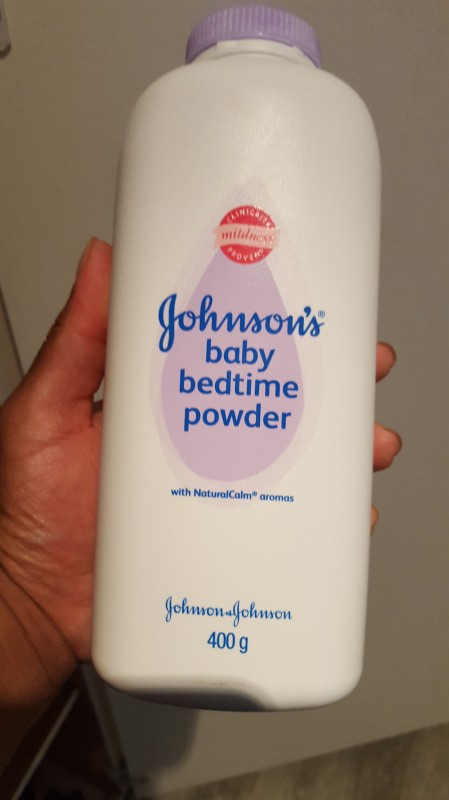 CLINICALLY
mildness
PROVEN
Johnson's®
baby
bedtime
powder
with NaturalCalm® aromas
Johnson & Johnson
400 g